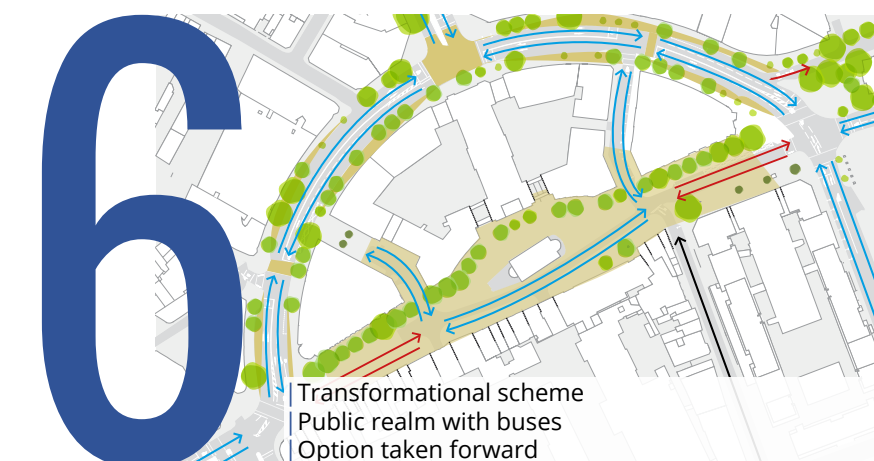 6
Transformational scheme
Public realm with buses
Option taken forward